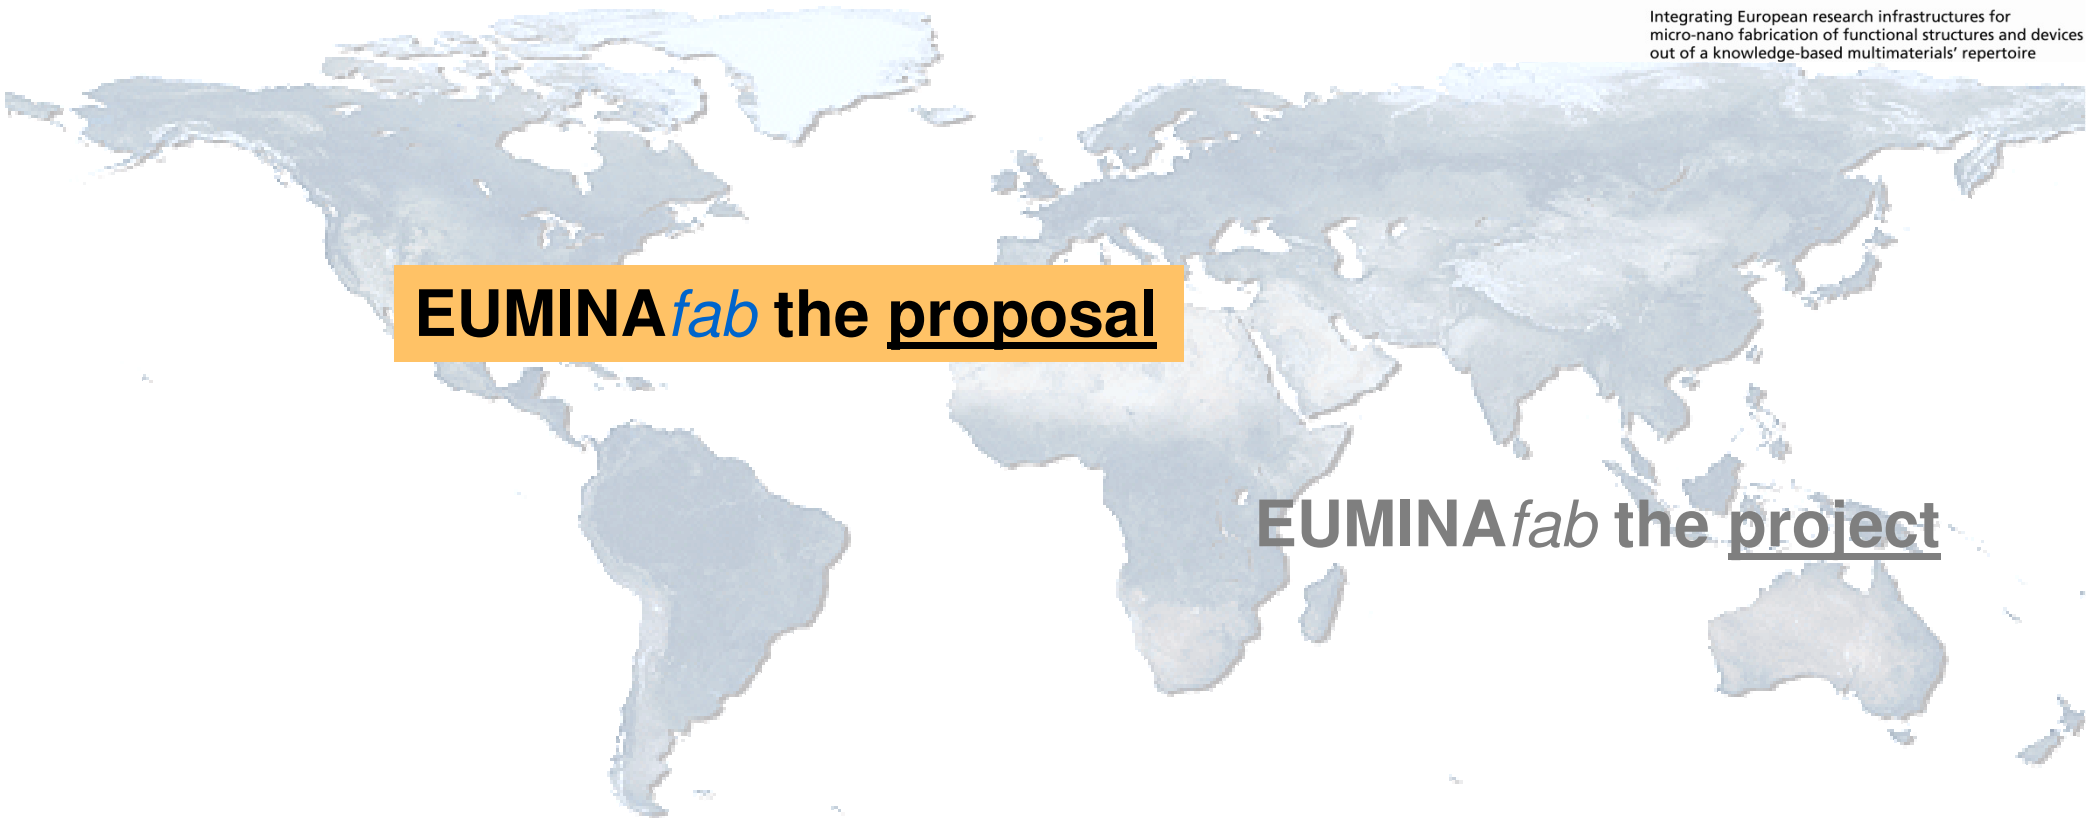 Integrating European research infrastructures for
micro-nano fabrication of functional structures and devices
out of a knowledge-based multimaterials' repertoire
EUMINAfab the proposal
EUMINAfab the project